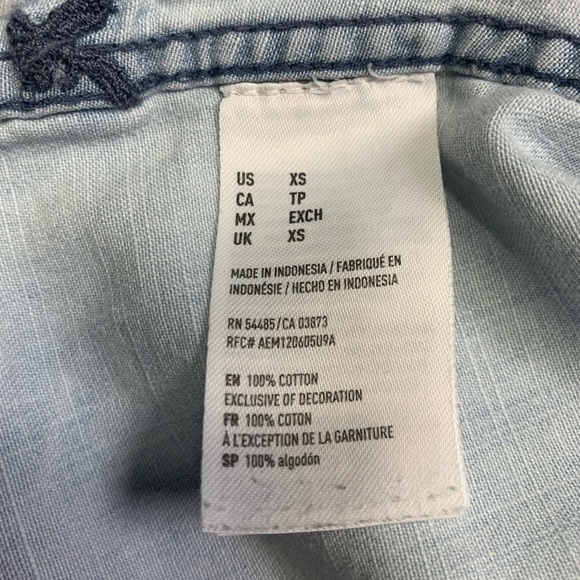 US XS
CA TP
MX EXCH
UK XS
MADE IN INDONESIA / FABRIQUÉ EN
INDONÉSIE / HECHO EN INDONESIA
RN 54485/CA 03873
RFC# AEM120605U9A
EN 100% COTTON
EXCLUSIVE OF DECORATION
FR 100% COTON
À L'EXCEPTION DE LA GARNITURE
SP 100% algodón